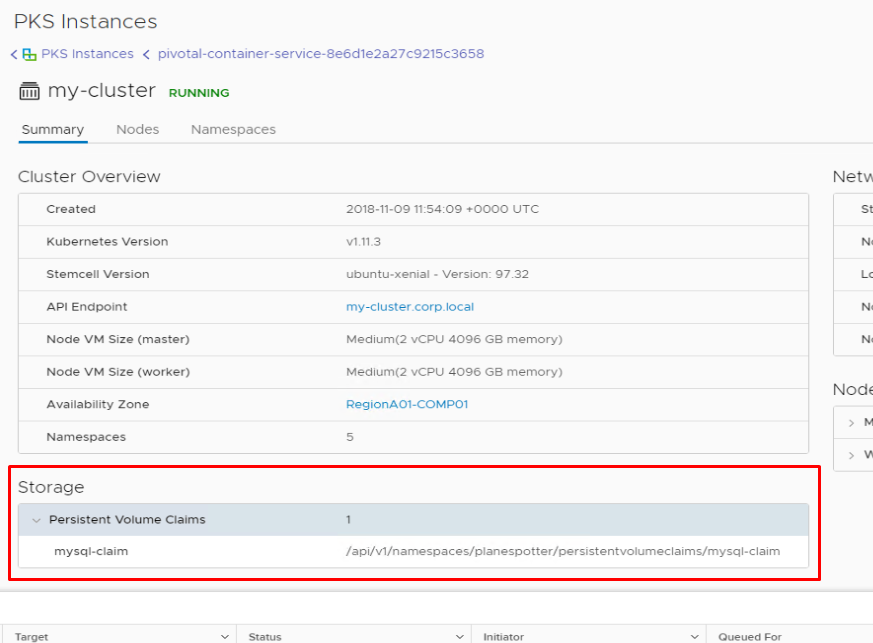 PKS Instances
PKS Instances pivotal-container-service-8e6d1e2a27c9215c3658
my-cluster RUNNING
Summary Nodes Namespaces
Cluster Overview
Created 2018-11-09 11:54:09 +0000 UTC
Kubernetes Version v1.11.3
Stemcell Version ubuntu-xenial - Version: 97.32
API Endpoint my-cluster.corp.local
Node VM Size (master) Medium(2 vCPU 4096 GB memory)
Node VM Size (worker) Medium(2 vCPU 4096 GB memory)
Availability Zone RegionA01-COMP01
Namespaces 5
Storage
Persistent Volume Claims 1
mysql-claim /api/v1/namespaces/planespotter/persistentvolumeclaims/mysql-claim
Netw
St
No
Lo
No
No
Node
M
W
Target Status Initiator Queued For